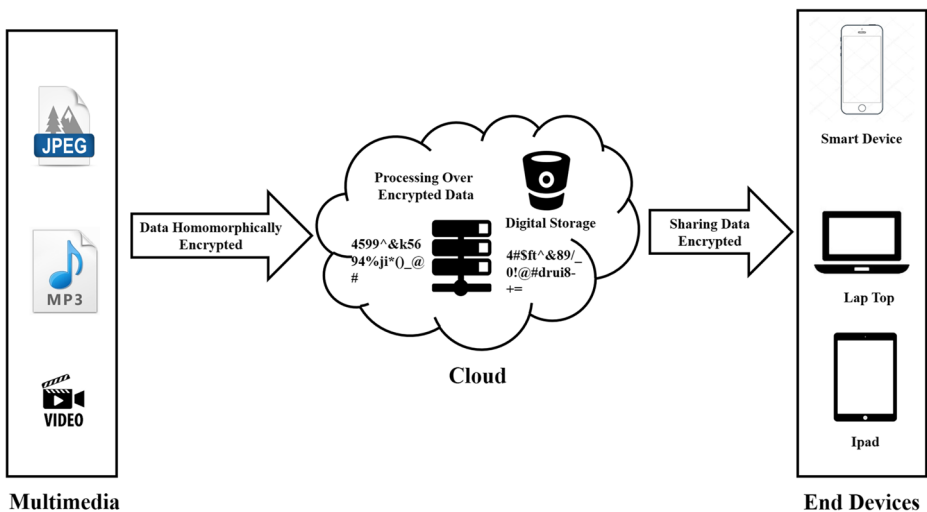 JPEG
MP3
VIDEO
Multimedia
Data Homomorphically
Encrypted
Processing Over
Encrypted Data
4599^&k56
94%ji*()_@
#
Digital Storage
4#$ft^&89/_
0!@#drui8-
+=
Cloud
Sharing Data
Encrypted
Smart Device
Lap Top
Ipad
End Devices